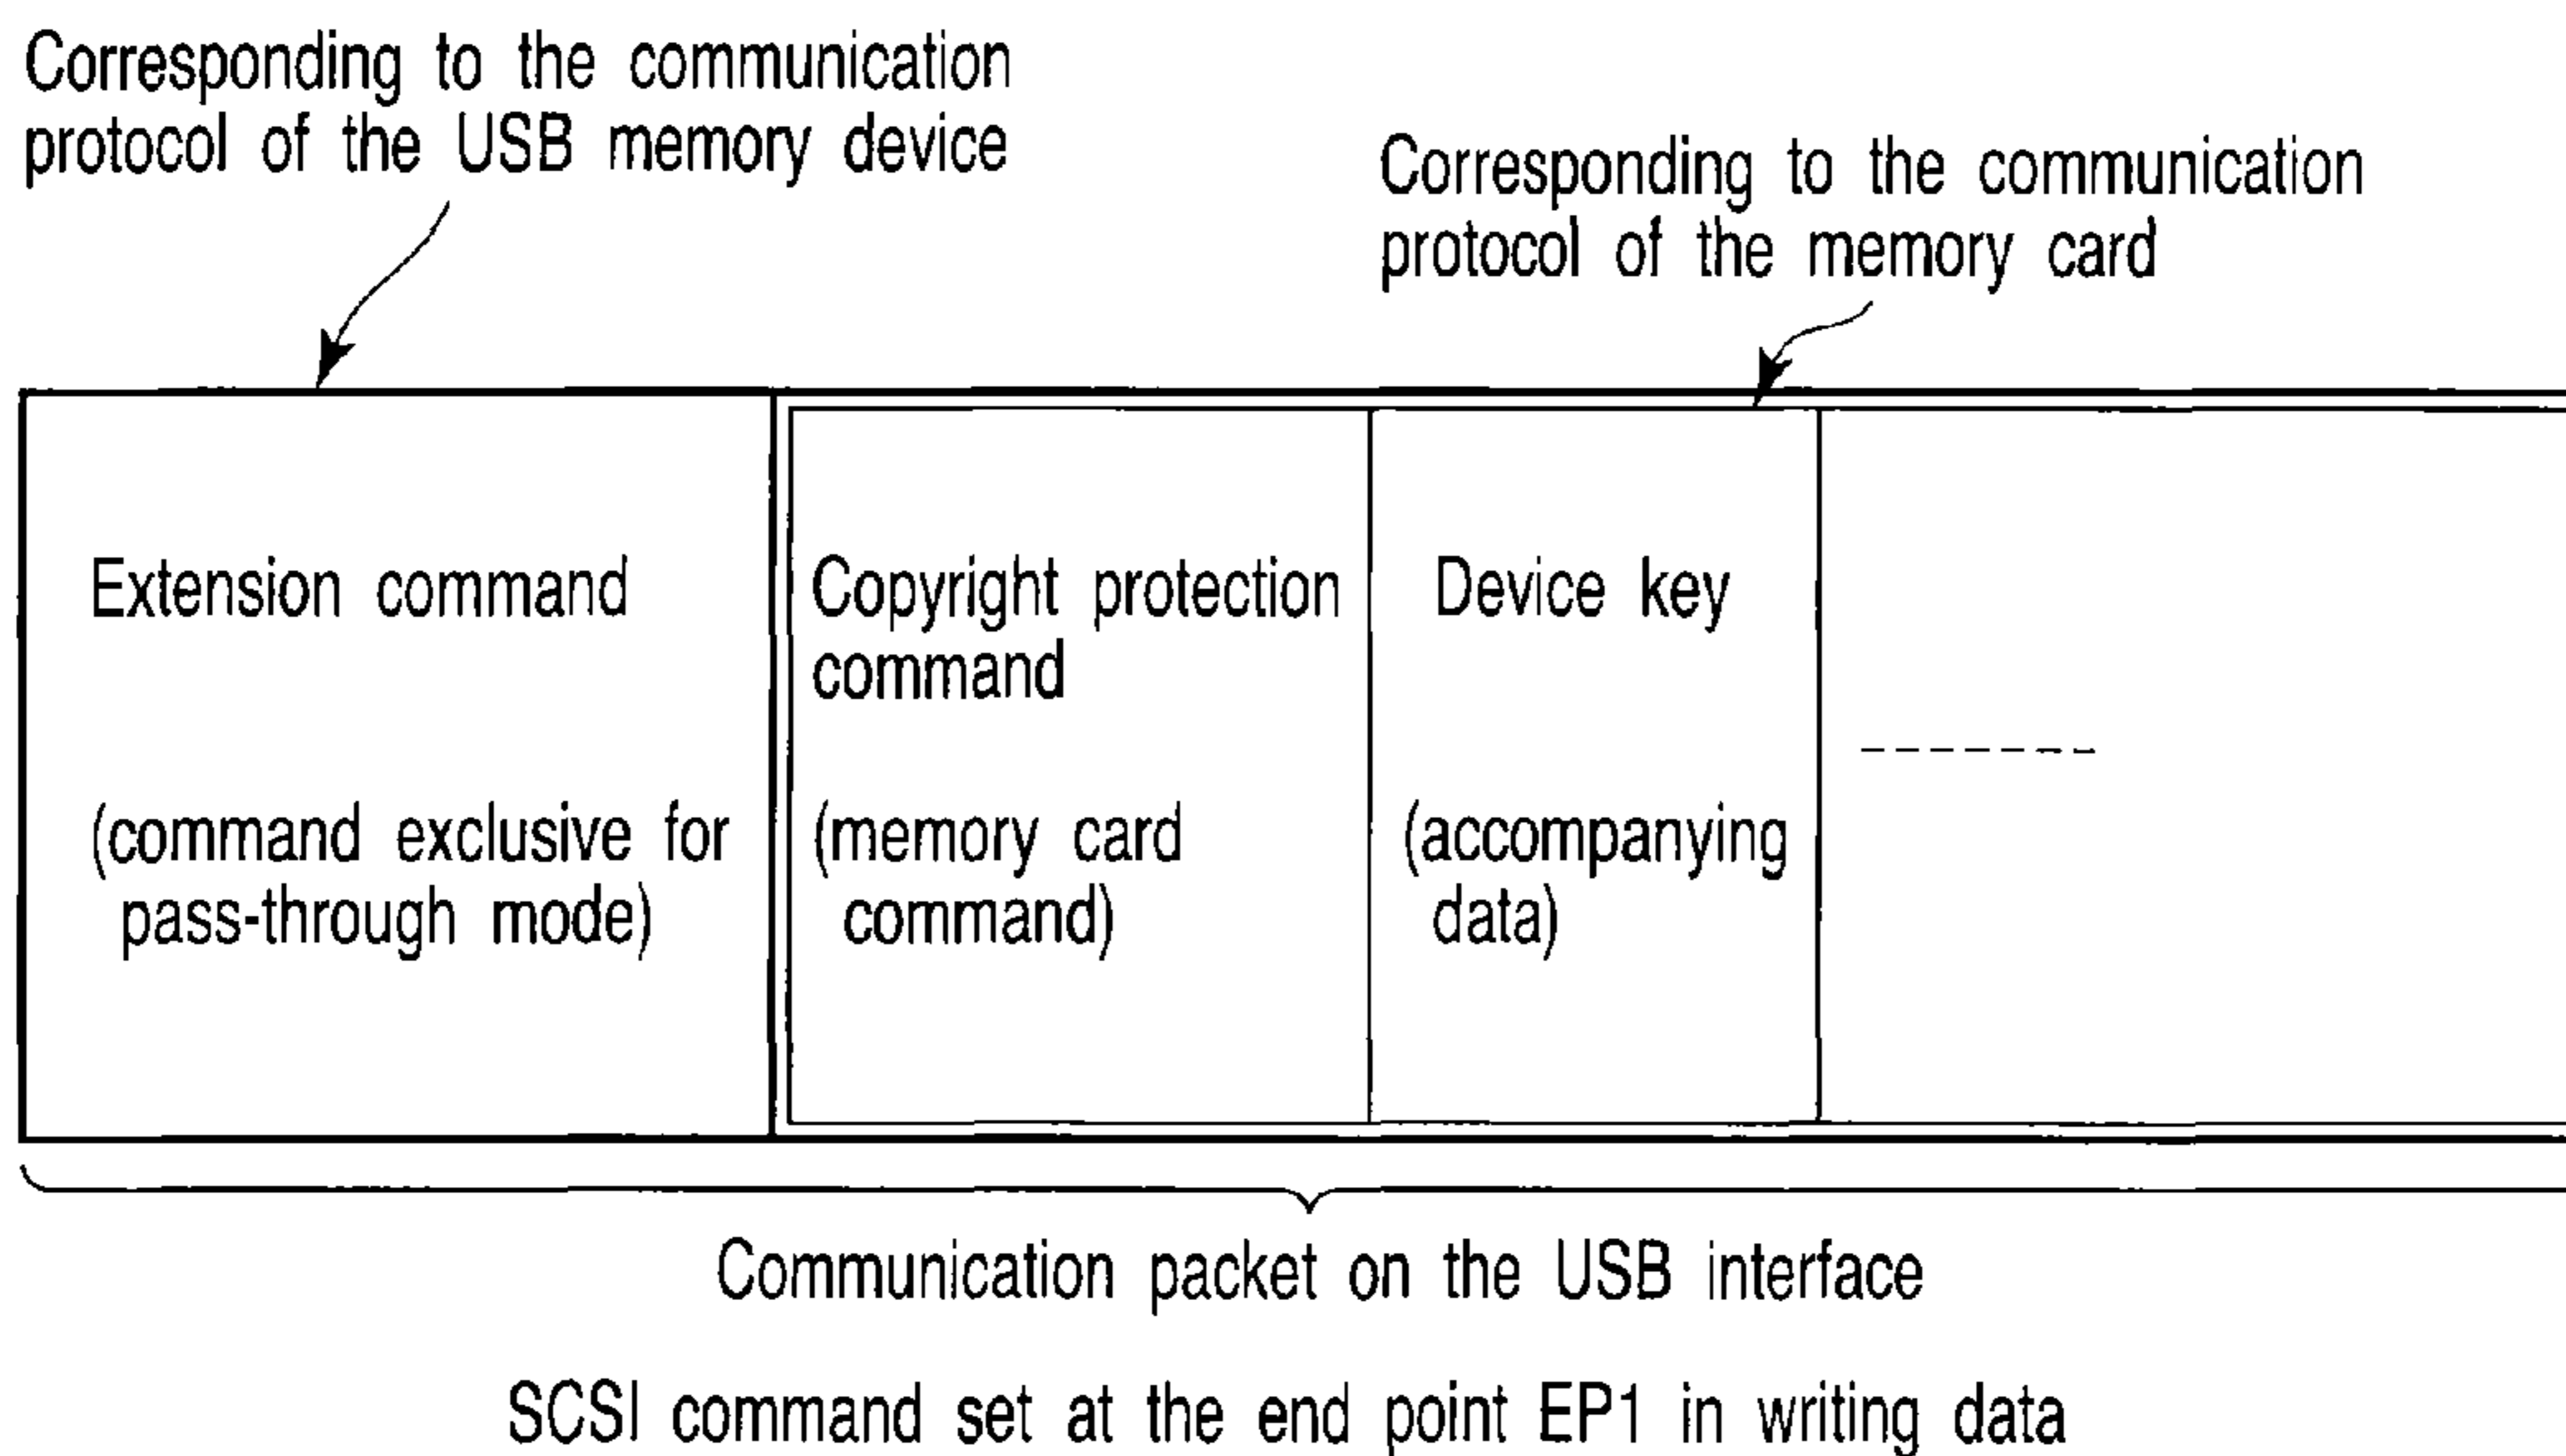 Corresponding to the communication
protocol of the USB memory device
Corresponding to the communication
protocol of the memory card
Extension command
(command exclusive for
pass-through mode)
Copyright protection
command
(memory card
command)
Device key
(accompanying
data)
Communication packet on the USB interface
SCSI command set at the end point EP1 in writing data